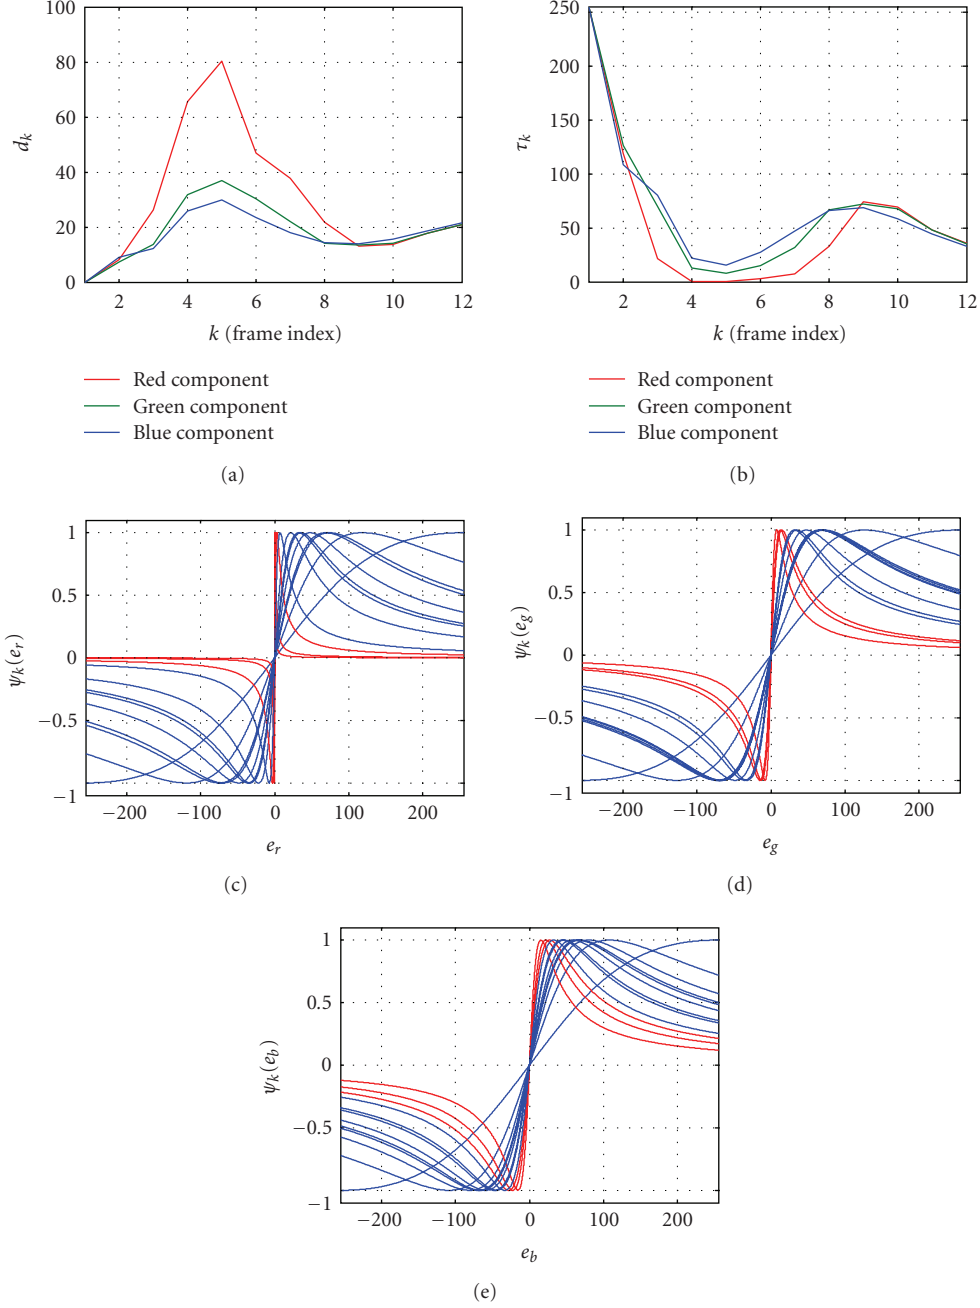 100
80
60
40
20
0
d_k
2 4 6 8 10 12
k (frame index)
Red component
Green component
Blue component
(a)
250
200
150
100
50
0
τ_k
2 4 6 8 10 12
k (frame index)
Red component
Green component
Blue component
(b)
1
0.5
0
−0.5
−1
ψ_k(e_r)
−200 −100 0 100 200
e_r
(c)
1
0.5
0
−0.5
−1
ψ_k(e_g)
−200 −100 0 100 200
e_g
(d)
1
0.5
0
−0.5
−1
ψ_k(e_b)
−200 −100 0 100 200
e_b
(e)